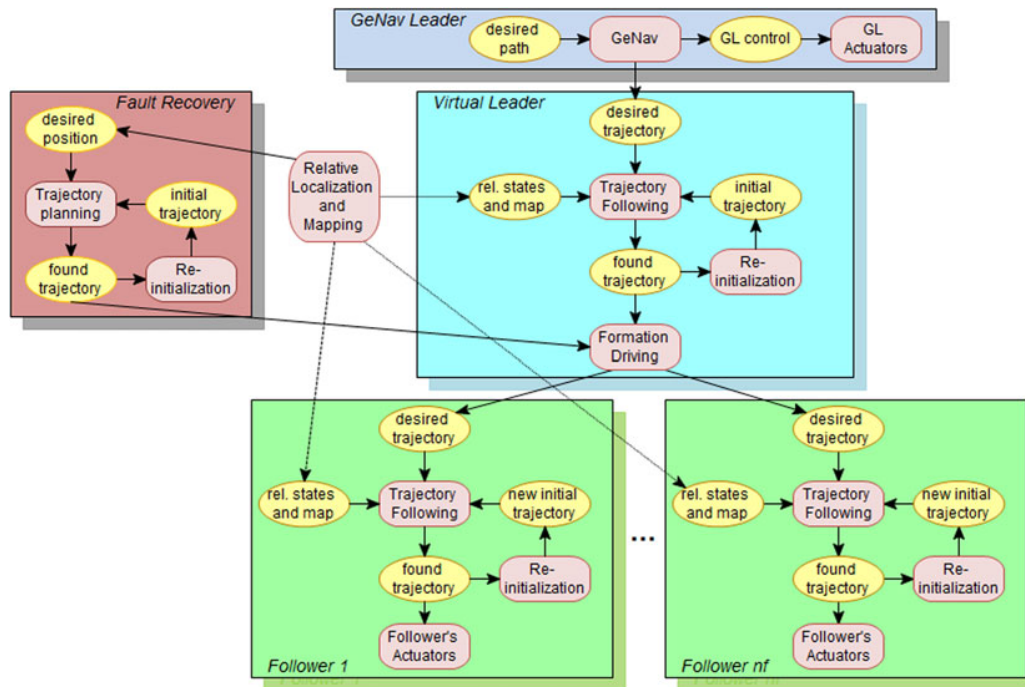 GeNav Leader
desired
path
GeNav
GL control
GL
Actuators
Fault Recovery
desired
position
Trajectory
planning
initial
trajectory
found
trajectory
Re-
initialization
Relative
Localization
and
Mapping
Virtual Leader
desired
trajectory
rel. states
and map
Trajectory
Following
initial
trajectory
found
trajectory
Re-
initialization
Formation
Driving
desired
trajectory
rel. states
and map
Trajectory
Following
new initial
trajectory
found
trajectory
Re-
initialization
Follower's
Actuators
Follower 1
...
desired
trajectory
rel. states
and map
Trajectory
Following
new initial
trajectory
found
trajectory
Re-
initialization
Follower's
Actuators
Follower nf